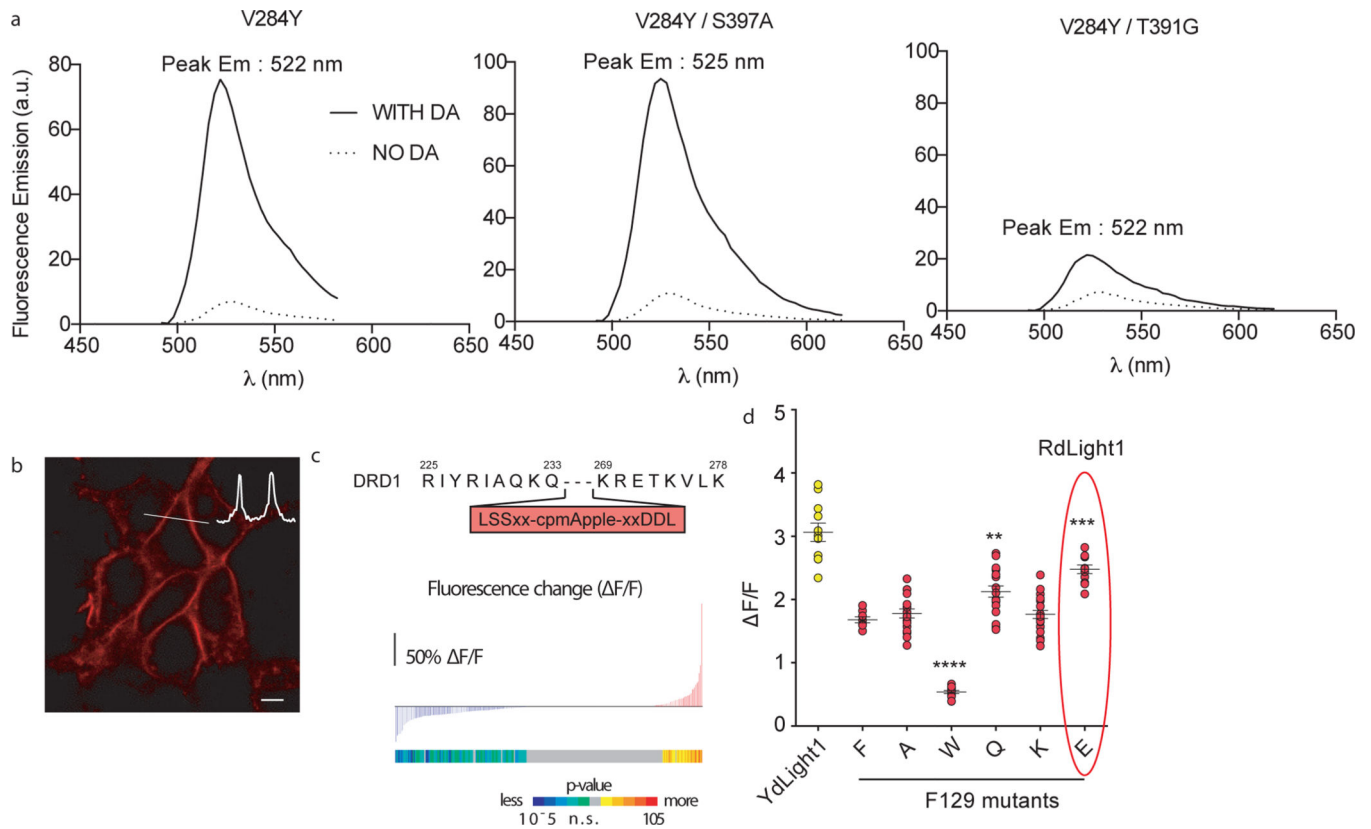 a
V284Y
V284Y / S397A
V284Y / T391G
Fluorescence Emission (a.u.)
80
60
40
20
0
Peak Em : 522 nm
WITH DA
NO DA
450 500 550 600 650
λ (nm)
100
80
60
40
20
0
Peak Em : 525 nm
450 500 550 600 650
λ (nm)
100
80
60
40
20
0
Peak Em : 522 nm
450 500 550 600 650
λ (nm)
b
c
225 233 269 278
DRD1 R I Y R I A Q K Q - - - K R E T K V L K
LSSxx-cpmApple-xxDDL
Fluorescence change (ΔF/F)
50% ΔF/F
p-value
less more
10⁻5 n.s. 105
d
RdLight1
ΔF/F
5
4
3
2
1
0
**
***
****
YdLight1 F A W Q K E
F129 mutants